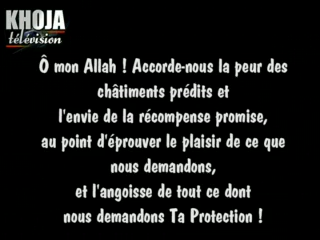 KHOJA
télévision
Ô mon Allah ! Accorde-nous la peur des
châtiments prédits et
l'envie de la récompense promise,
au point d'éprouver le plaisir de ce que
nous demandons,
et l'angoisse de tout ce dont
nous demandons Ta Protection !